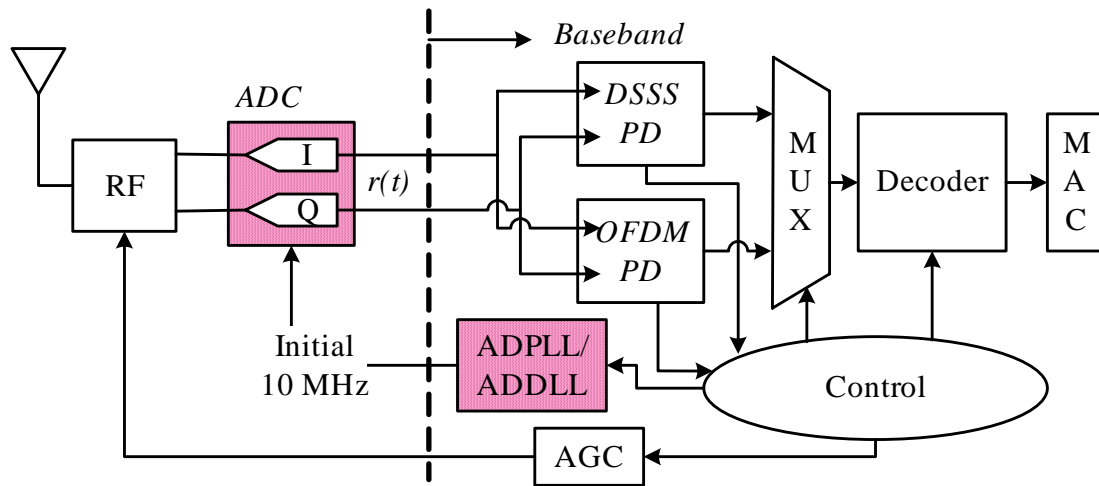 Baseband
ADC
DSSS
PD
I
r(t)
RF
Q
OFDM
PD
M
U
X
Decoder
M
A
C
Initial
10 MHz
ADPLL/
ADDLL
Control
AGC